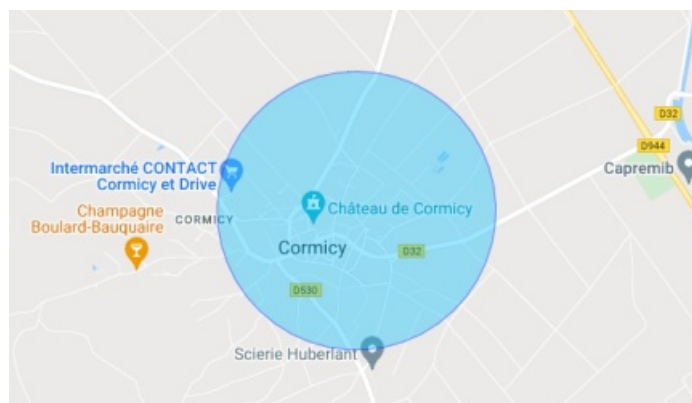 D32
D944
Capremib
Intermarché CONTACT
Cormicy et Drive
Champagne
Boulard-Bauquaire
CORMICY
Château de Cormicy
Cormicy
D32
D530
Scierie Huberlant